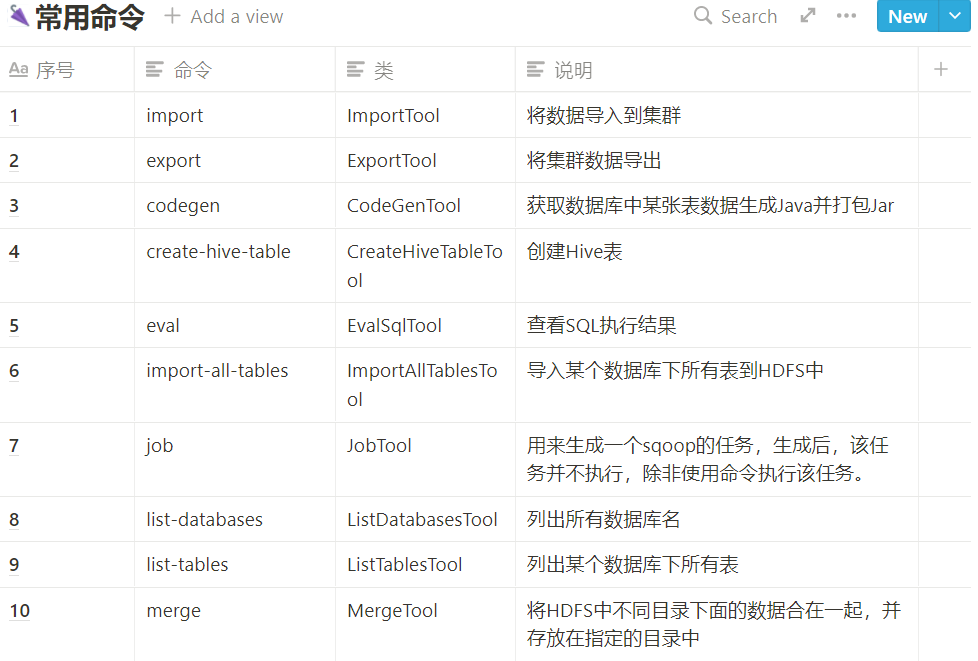 常用命令 + Add a view Search New
Aa 序号 命令 类 说明
1 import ImportTool 将数据导入到集群
2 export ExportTool 将集群数据导出
3 codegen CodeGenTool 获取数据库中某张表数据生成Java并打包Jar
4 create-hive-table CreateHiveTableTo 创建Hive表
ol
5 eval EvalSqlTool 查看SQL执行结果
6 import-all-tables ImportAllTablesTo 导入某个数据库下所有表到HDFS中
ol
7 job JobTool 用来生成一个sqoop的任务，生成后，该任
务并不执行，除非使用命令执行该任务。
8 list-databases ListDatabasesTool 列出所有数据库名
9 list-tables ListTablesTool 列出某个数据库下所有表
10 merge MergeTool 将HDFS中不同目录下面的数据合在一起，并
存放在指定的目录中